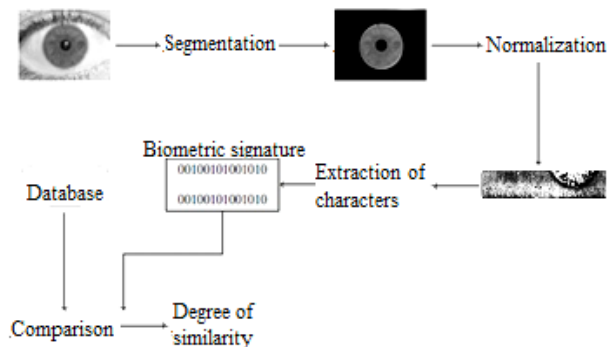 Segmentation
Normalization
Biometric signature
00100101001010
00100101001010
Extraction of
characters
Database
Comparison
Degree of
similarity